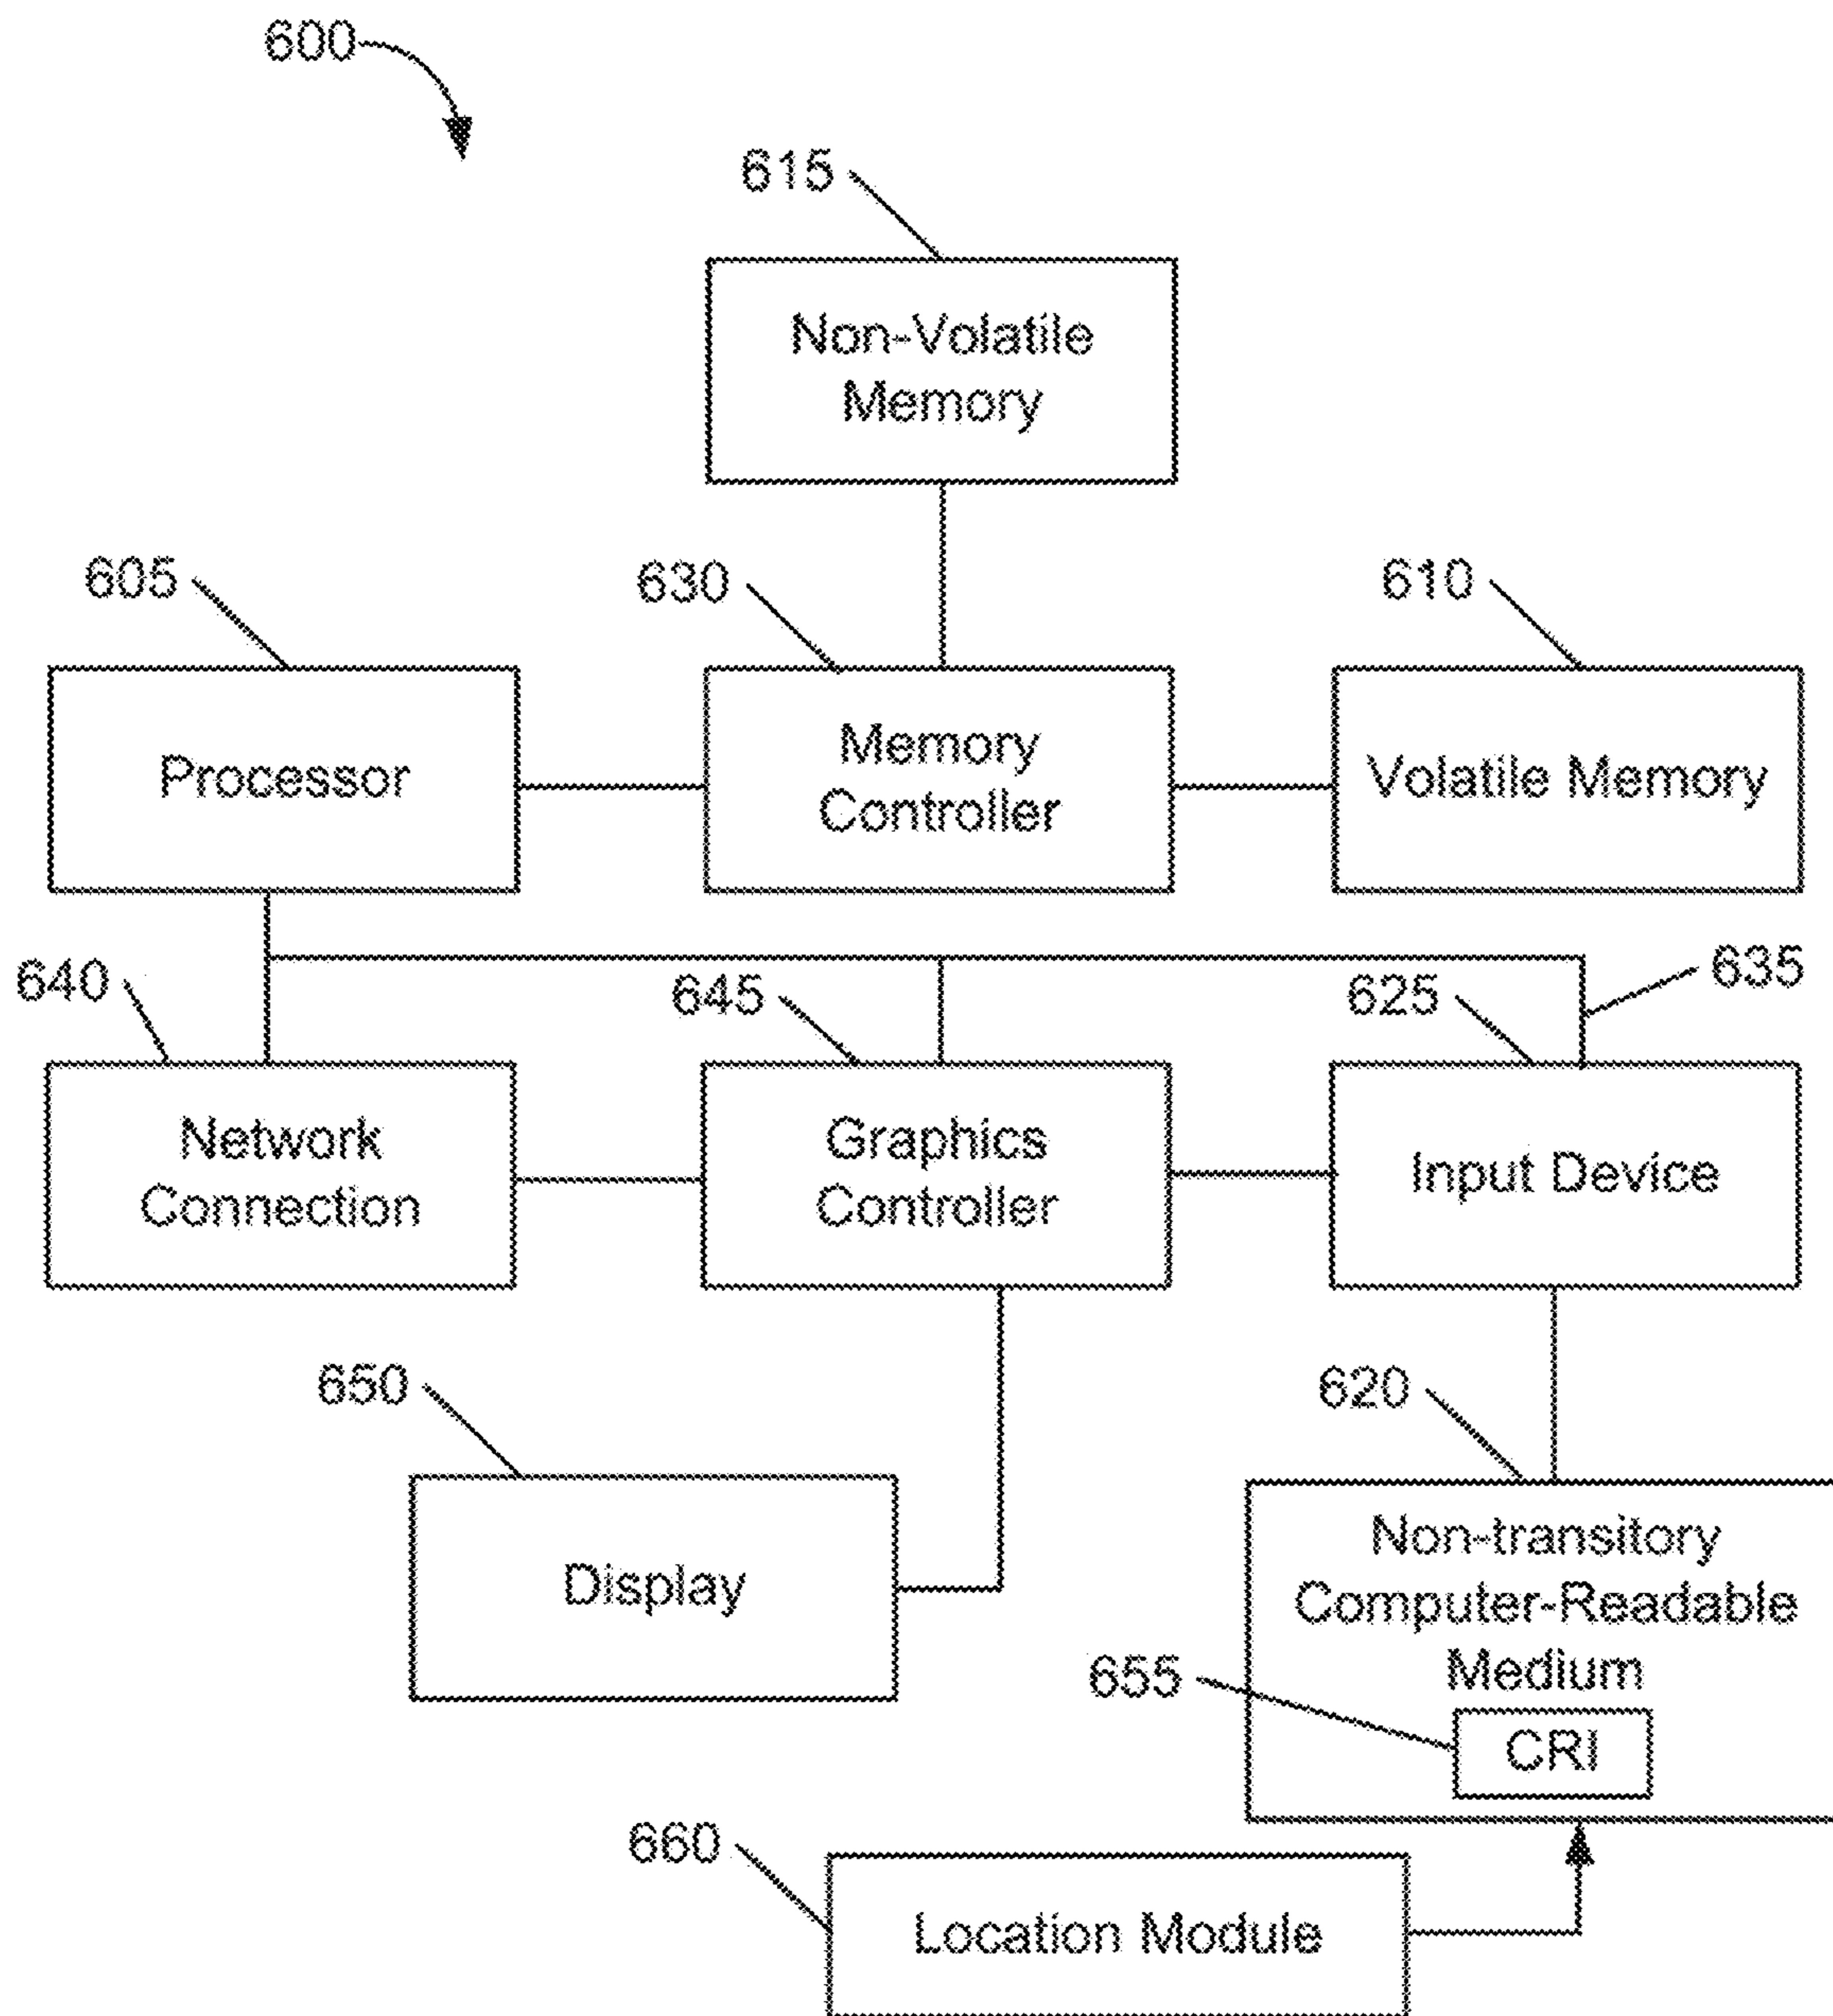 600
615
Non-Volatile
Memory
605
630
610
Processor
Memory
Controller
Volatile Memory
640
645
625
635
Network
Connection
Graphics
Controller
Input Device
650
620
Display
Non-transitory
Computer-Readable
Medium
655
CRI
660
Location Module